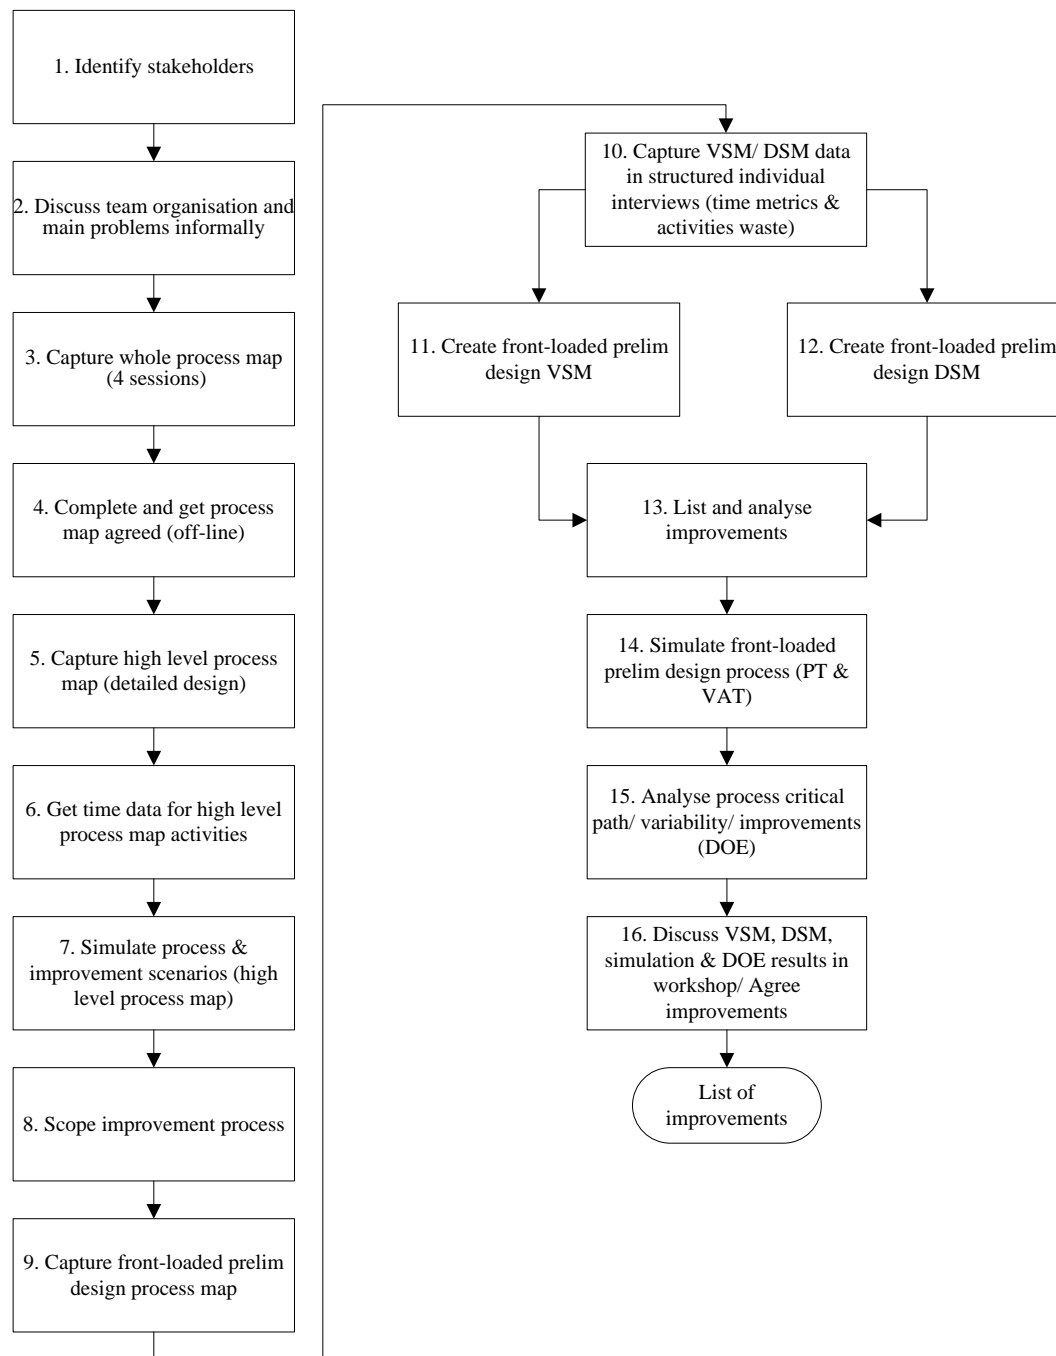 1. Identify stakeholders
2. Discuss team organisation and
main problems informally
3. Capture whole process map
(4 sessions)
4. Complete and get process
map agreed (off-line)
5. Capture high level process
map (detailed design)
6. Get time data for high level
process map activities
7. Simulate process &
improvement scenarios (high
level process map)
8. Scope improvement process
9. Capture front-loaded prelim
design process map
10. Capture VSM/ DSM data
in structured individual
interviews (time metrics &
activities waste)
11. Create front-loaded prelim
design VSM
12. Create front-loaded prelim
design DSM
13. List and analyse
improvements
14. Simulate front-loaded
prelim design process (PT &
VAT)
15. Analyse process critical
path/ variability/ improvements
(DOE)
16. Discuss VSM, DSM,
simulation & DOE results in
workshop/ Agree
improvements
List of
improvements